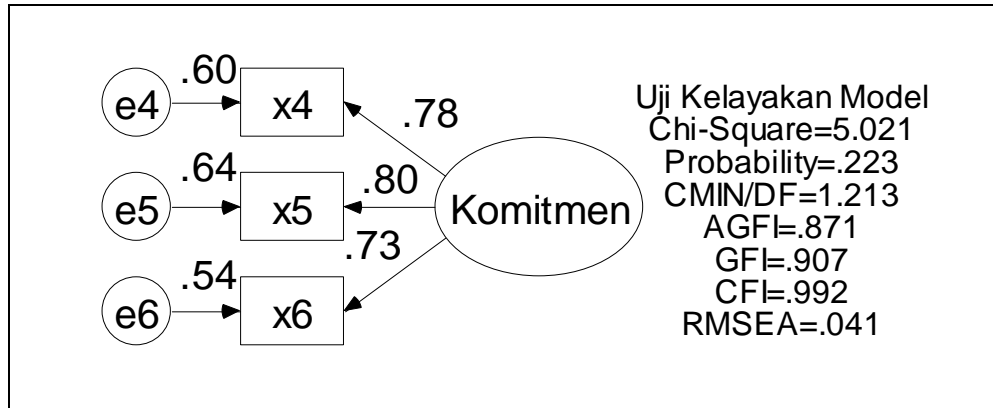 .60
e4
x4
.78
.64
e5
x5
.80
Komitmen
.73
.54
e6
x6
Uji Kelayakan Model
Chi-Square=5.021
Probability=.223
CMIN/DF=1.213
AGFI=.871
GFI=.907
CFI=.992
RMSEA=.041